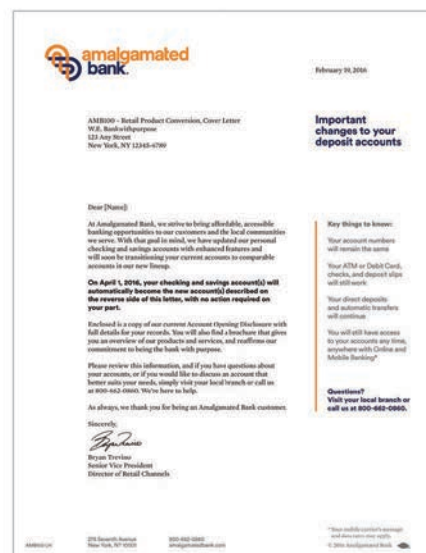 amalgamated
bank.
February 19, 2016
AMB100 – Retail Product Conversion, Cover Letter
W.E. Bankwithpurpose
123 Any Street
New York, NY 12345-6789
Important
changes to your
deposit accounts
Dear [Name]:
At Amalgamated Bank, we strive to bring affordable, accessible
banking opportunities to our customers and the local communities
we serve. With that goal in mind, we have updated our personal
checking and savings accounts with enhanced features and
will soon be transitioning your current accounts to comparable
accounts in our new lineup.
On April 1, 2016, your checking and savings account(s) will
automatically become the new account(s) described on
the reverse side of this letter, with no action required on
your part.
Enclosed is a copy of our current Account Opening Disclosure with
full details for your records. You will also find a brochure that gives
you an overview of our products and services, and reaffirms our
commitment to being the bank with purpose.
Please review this information, and if you have questions about
your accounts, or if you would like to discuss an account that
better suits your needs, simply visit your local branch or call us
at 800-662-0860. We're here to help.
As always, we thank you for being an Amalgamated Bank customer.
Sincerely,
Bryan Trevino
Senior Vice President
Director of Retail Channels
Key things to know:
Your account numbers
will remain the same
Your ATM or Debit Card,
checks, and deposit slips
will still work
Your direct deposits
and automatic transfers
will continue
You will still have access
to your accounts any time,
anywhere with Online and
Mobile Banking*
Questions?
Visit your local branch or
call us at 800-662-0860.
275 Seventh Avenue
New York, NY 10001
800-662-0860
amalgamatedbank.com
*Your mobile carrier's message
and data rates may apply.
© 2016 Amalgamated Bank